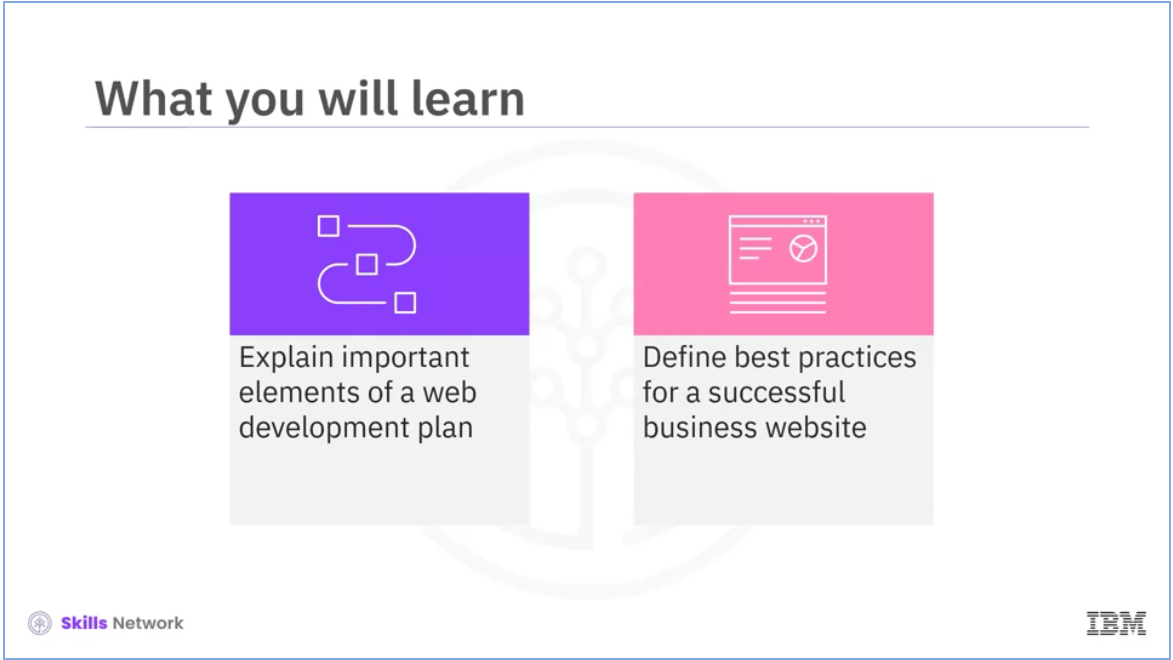 What you will learn
Explain important
elements of a web
development plan
Define best practices
for a successful
business website
Skills Network
IBM